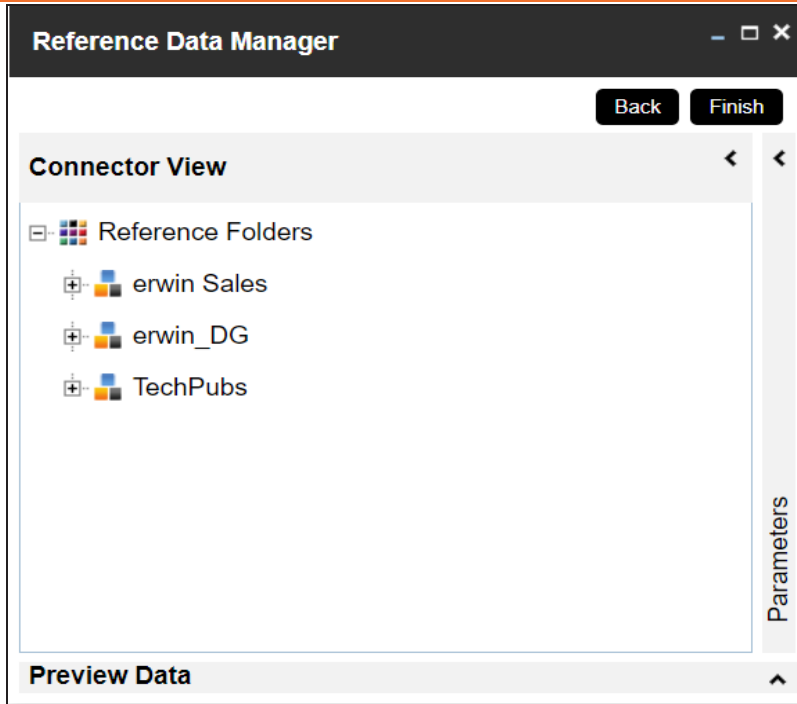 Reference Data Manager
Back Finish
Connector View
Reference Folders
erwin Sales
erwin_DG
TechPubs
Parameters
Preview Data